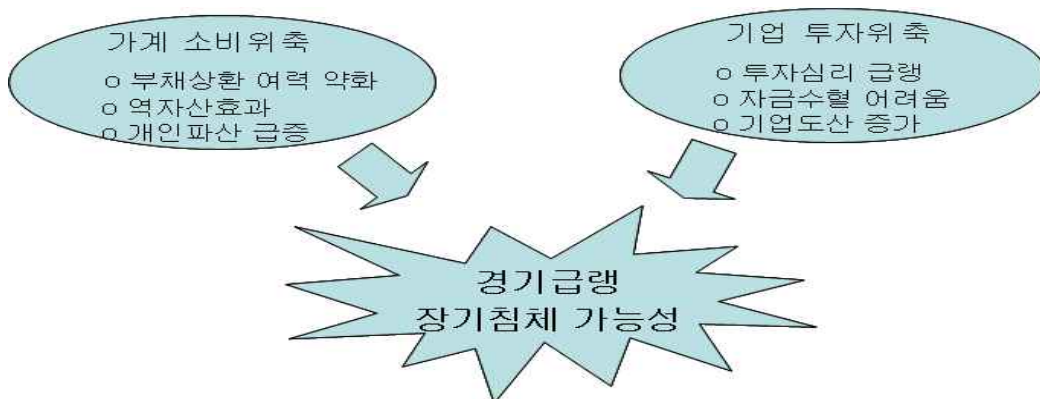 가계 소비위축
o 부채상환 여력 약화
o 역자산효과
o 개인파산 급증
기업 투자위축
o 투자심리 급랭
o 자금수혈 어려움
o 기업도산 증가
경기급랭
장기침체 가능성